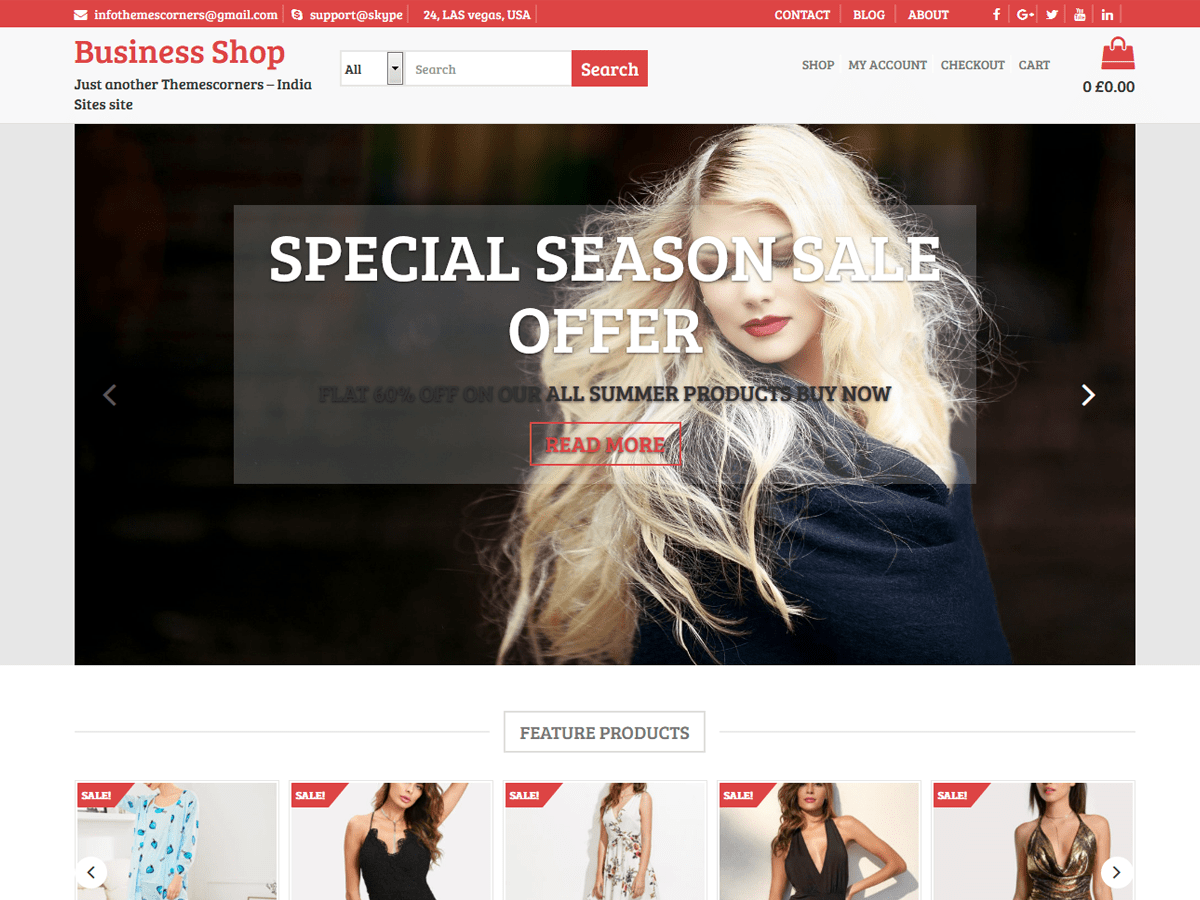 infothemescorners@gmail.com support@skype 24, LAS vegas, USA CONTACT BLOG ABOUT
Business Shop
Just another Themescorners – India
Sites site
All Search Search
SHOP MY ACCOUNT CHECKOUT CART
0 £0.00
SPECIAL SEASON SALE
OFFER
FLAT 60% OFF ON OUR ALL SUMMER PRODUCTS BUY NOW
READ MORE
FEATURE PRODUCTS
SALE! SALE! SALE! SALE! SALE!